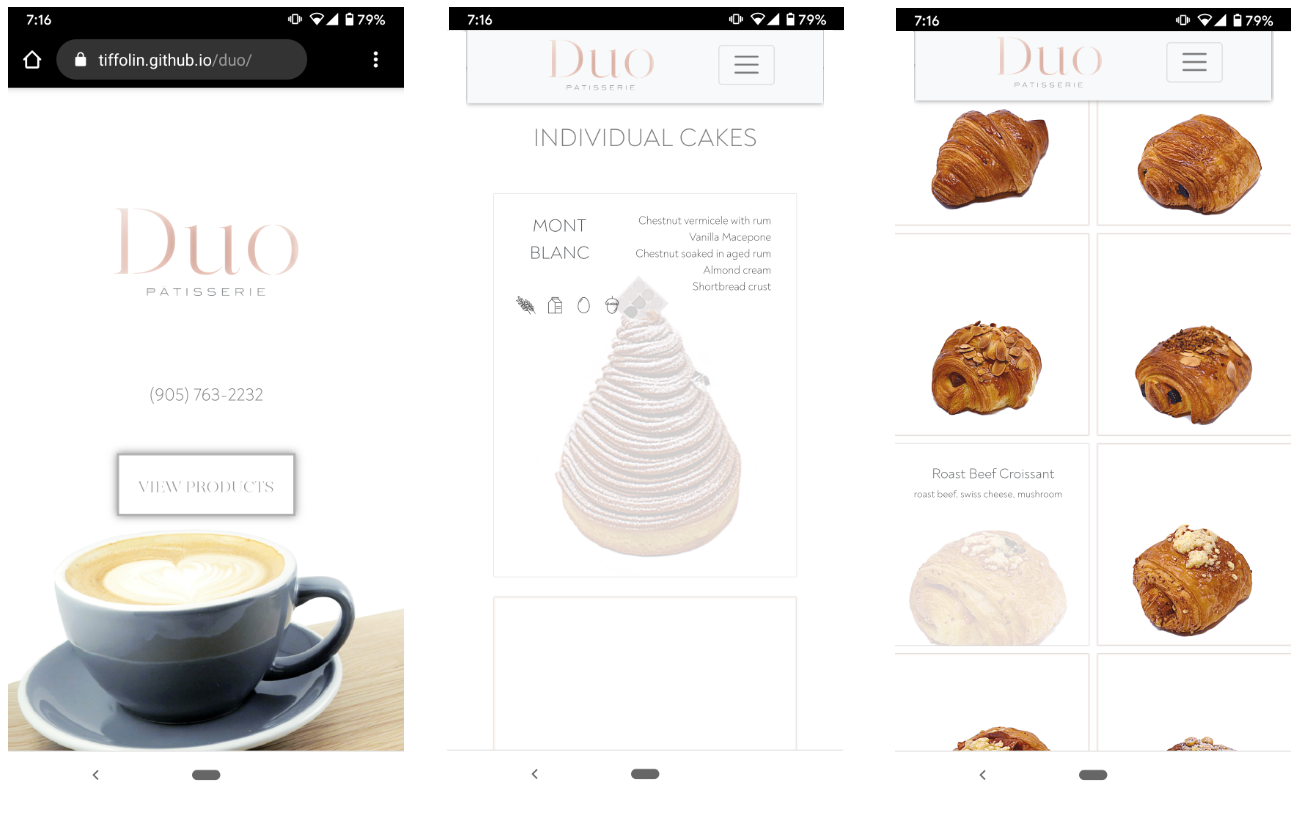 7:16
79%
tiffolin.github.io/duo/
Duo
PATISSERIE
(905) 763-2232
VIEW PRODUCTS
7:16
79%
Duo
PATISSERIE
INDIVIDUAL CAKES
MONT
BLANC
Chestnut vermicele with rum
Vanilla Macepone
Chestnut soaked in aged rum
Almond cream
Shortbread crust
7:16
79%
Duo
PATISSERIE
Roast Beef Croissant
roast beef, swiss cheese, mushroom